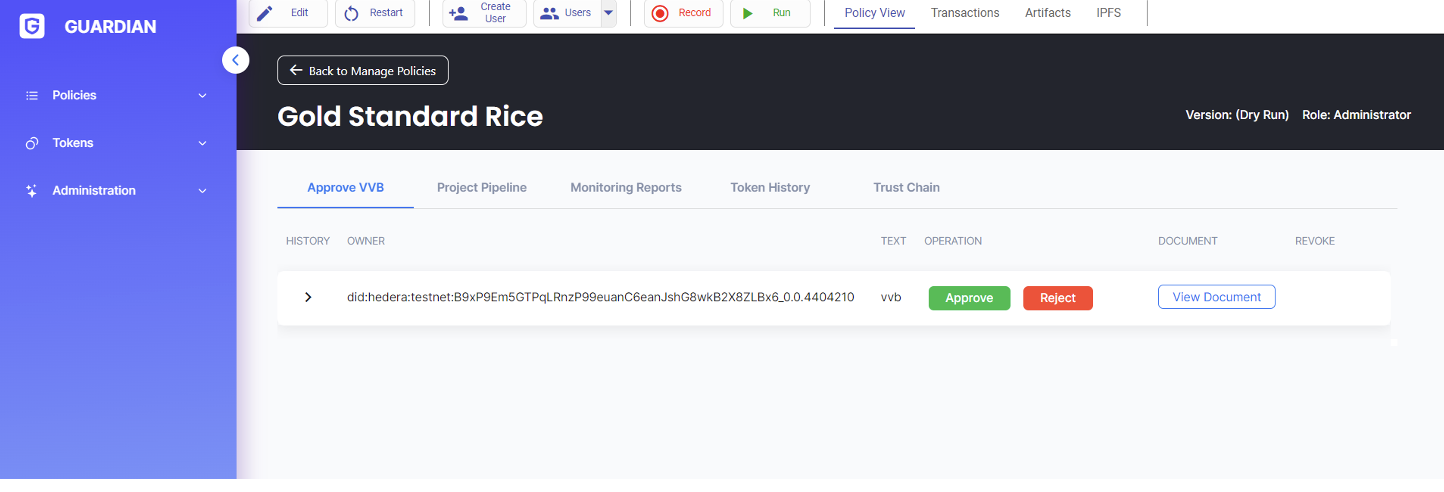 GUARDIAN
Policies
Tokens
Administration
Edit
Restart
Create
User
Users
Record
Run
Policy View
Transactions
Artifacts
IPFS
Back to Manage Policies
Gold Standard Rice
Version: (Dry Run) Role: Administrator
Approve VVB
Project Pipeline
Monitoring Reports
Token History
Trust Chain
HISTORY OWNER TEXT OPERATION DOCUMENT REVOKE
did:hedera:testnet:B9xP9Em5GTPqLRnzP99euanC6eanJshG8wkB2X8ZLBx6_0.0.4404210 vvb Approve Reject View Document